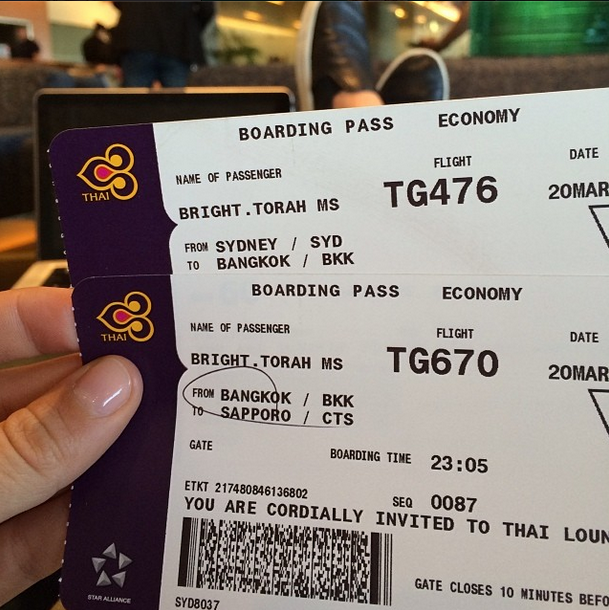 BOARDING PASS ECONOMY
NAME OF PASSENGER FLIGHT DATE
BRIGHT.TORAH MS TG476 20MAR
THAI
FROM SYDNEY / SYD
TO BANGKOK / BKK
BOARDING PASS ECONOMY
NAME OF PASSENGER FLIGHT DATE
THAI
BRIGHT.TORAH MS TG670 20MAR
FROM BANGKOK / BKK
TO SAPPORO / CTS
GATE BOARDING TIME 23:05
ETKT 217480846136802 SEQ 0087
YOU ARE CORDIALLY INVITED TO THAI LOUN
GATE CLOSES 10 MINUTES BEFO
STAR ALLIANCE
SYD8037